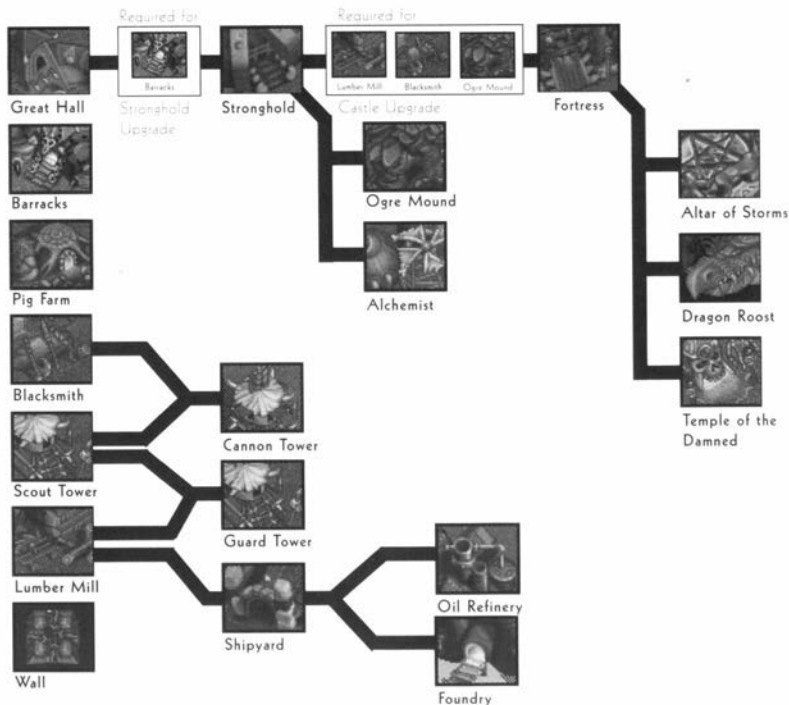 Required for
Required for
Barracks
Lumber Mill
Blacksmith
Ogre Mound
Great Hall
Stronghold
Upgrade
Stronghold
Castle Upgrade
Fortress
Barracks
Ogre Mound
Altar of Storms
Pig Farm
Alchemist
Dragon Roost
Blacksmith
Cannon Tower
Temple of the
Damned
Scout Tower
Guard Tower
Lumber Mill
Shipyard
Oil Refinery
Wall
Foundry